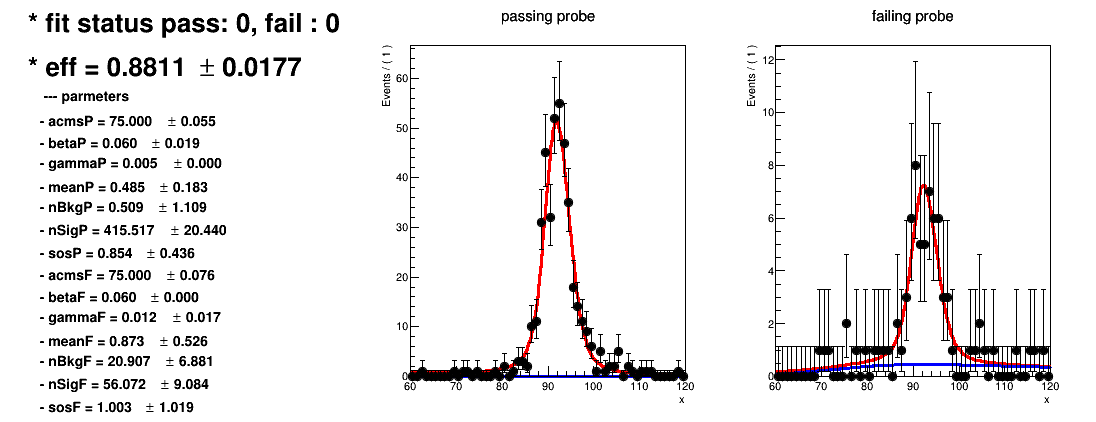 * fit status pass: 0, fail : 0
* eff = 0.8811 ± 0.0177
--- parmeters
- acmsP = 75.000 ± 0.055
- betaP = 0.060 ± 0.019
- gammaP = 0.005 ± 0.000
- meanP = 0.485 ± 0.183
- nBkgP = 0.509 ± 1.109
- nSigP = 415.517 ± 20.440
- sosP = 0.854 ± 0.436
- acmsF = 75.000 ± 0.076
- betaF = 0.060 ± 0.000
- gammaF = 0.012 ± 0.017
- meanF = 0.873 ± 0.526
- nBkgF = 20.907 ± 6.881
- nSigF = 56.072 ± 9.084
- sosF = 1.003 ± 1.019
passing probe
Events / ( 1 )
60
50
40
30
20
10
0
60 70 80 90 100 110 120
x
failing probe
Events / ( 1 )
12
10
8
6
4
2
0
60 70 80 90 100 110 120
x